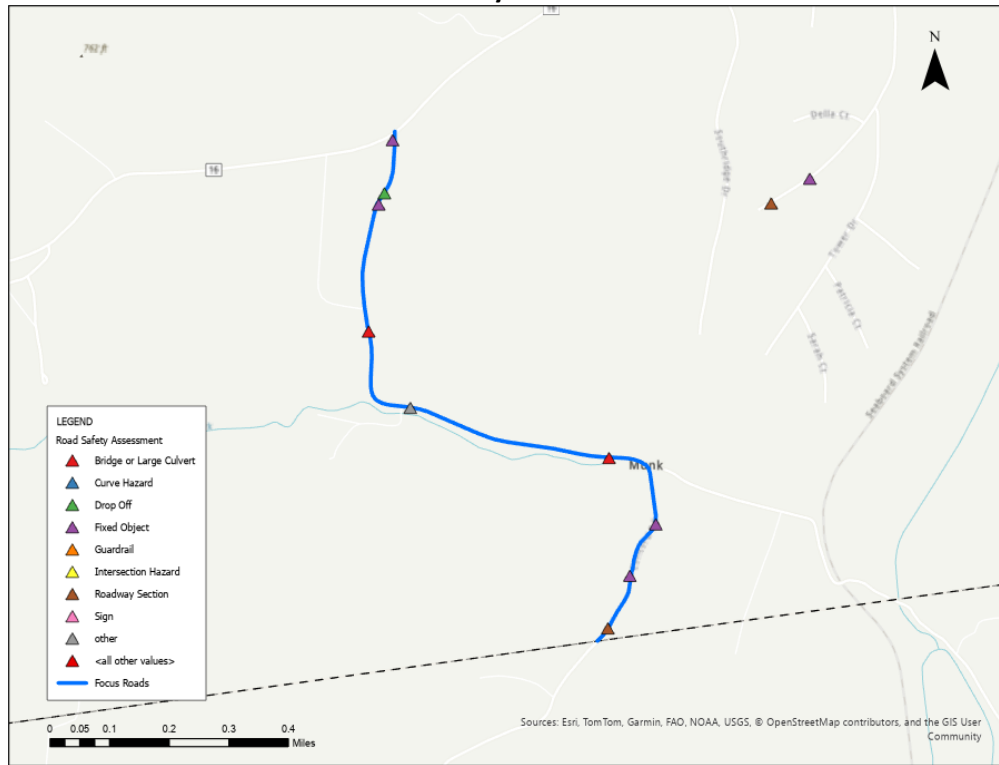 16
762 ft
N
Delle Ct
Southridge Dr
16
Tower Dr
Patricia Ct
Sarah Ct
Seaboard System Railroad
LEGEND
Road Safety Assessment
Bridge or Large Culvert
Curve Hazard
Drop Off
Fixed Object
Guardrail
Intersection Hazard
Roadway Section
Sign
other
<all other values>
Focus Roads
Monk
0 0.05 0.1 0.2 0.3 0.4
Miles
Sources: Esri, TomTom, Garmin, FAO, NOAA, USGS, © OpenStreetMap contributors, and the GIS User
Community